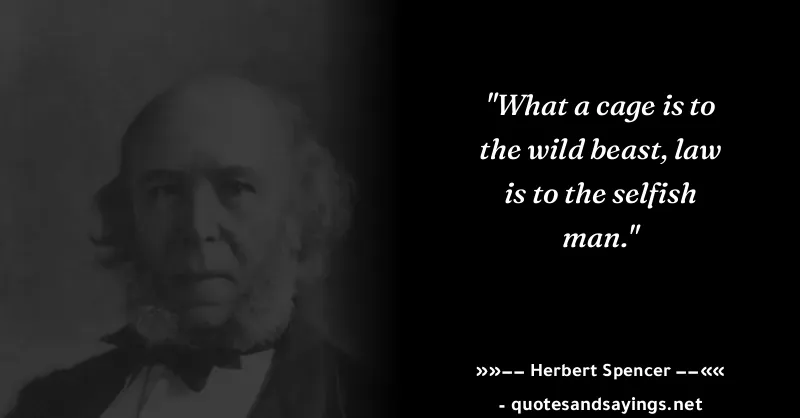 "What a cage is to
the wild beast, law
is to the selfish
man."
»»–– Herbert Spencer ––««
- quotesandsayings.net